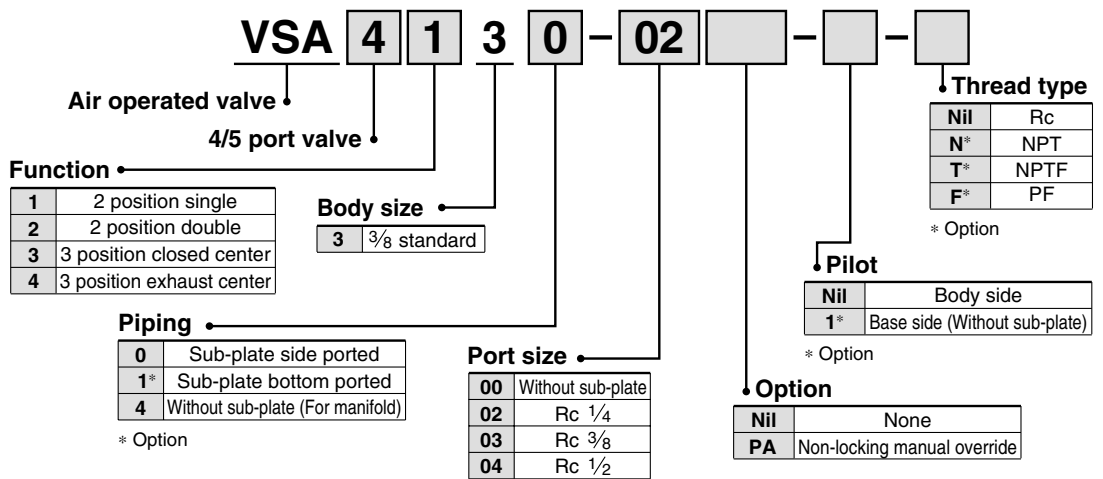 VSA 4 1 3 0 – 02 – –
Air operated valve
4/5 port valve
Function
1 2 position single
2 2 position double
3 3 position closed center
4 3 position exhaust center
Body size
3 3⁄8 standard
Piping
0 Sub-plate side ported
1* Sub-plate bottom ported
4 Without sub-plate (For manifold)
* Option
Port size
00 Without sub-plate
02 Rc 1⁄4
03 Rc 3⁄8
04 Rc 1⁄2
Option
Nil None
PA Non-locking manual override
Pilot
Nil Body side
1* Base side (Without sub-plate)
* Option
Thread type
Nil Rc
N* NPT
T* NPTF
F* PF
* Option